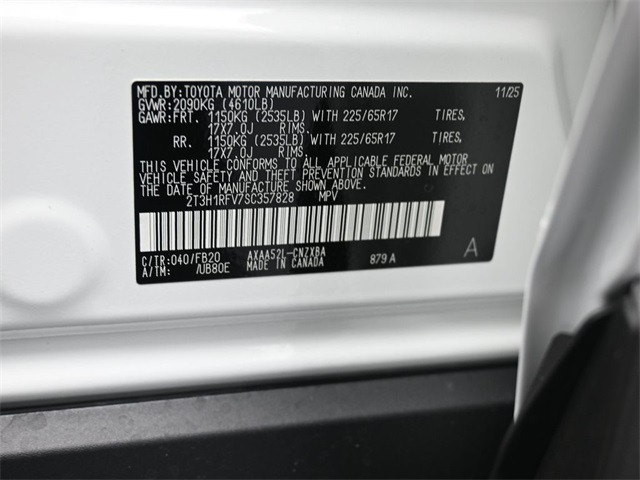 MFD.BY:TOYOTA MOTOR MANUFACTURING CANADA INC. 11/25
GVWR:2090KG (4610LB)
GAWR:FRT. 1150KG (2535LB) WITH 225/65R17 TIRES,
17X7.0J RIMS.
RR. 1150KG (2535LB) WITH 225/65R17 TIRES,
17X7.0J RIMS.
THIS VEHICLE CONFORMS TO ALL APPLICABLE FEDERAL MOTOR
VEHICLE SAFETY AND THEFT PREVENTION STANDARDS IN EFFECT ON
THE DATE OF MANUFACTURE SHOWN ABOVE.
2T3H1RFV7SC357828 MPV
C/TR:040/FB20 AXAA52L-CNZXBA A
A/TM: /UB80E MADE IN CANADA 879A